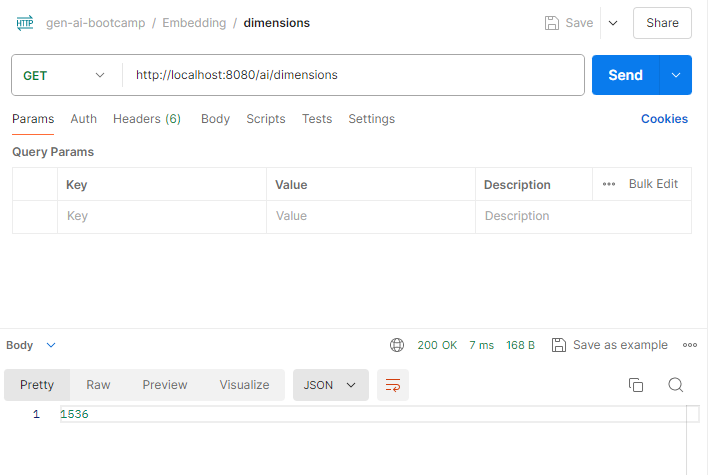 HTTP gen-ai-bootcamp / Embedding / dimensions Save Share
GET http://localhost:8080/ai/dimensions Send
Params Auth Headers (6) Body Scripts Tests Settings Cookies
Query Params
Key Value Description Bulk Edit
Key Value Description
Body 200 OK 7 ms 168 B Save as example
Pretty Raw Preview Visualize JSON
1 1536